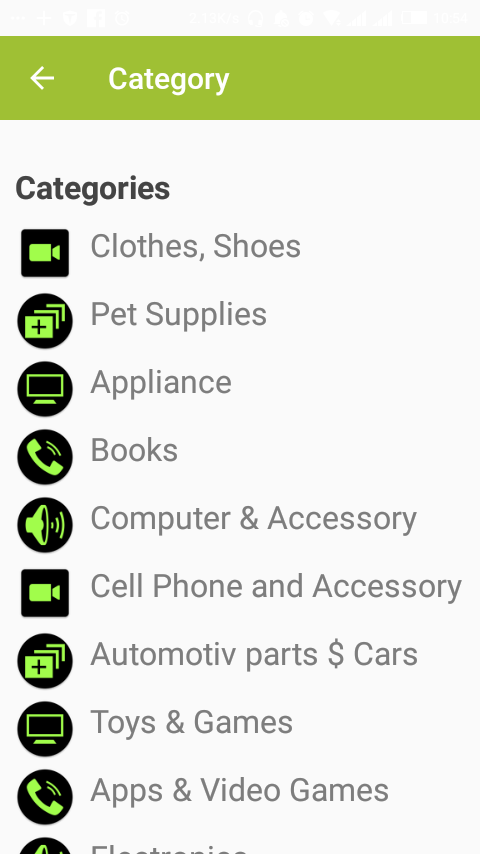 Category
Categories
Clothes, Shoes
Pet Supplies
Appliance
Books
Computer & Accessory
Cell Phone and Accessory
Automotiv parts $ Cars
Toys & Games
Apps & Video Games
Electronics